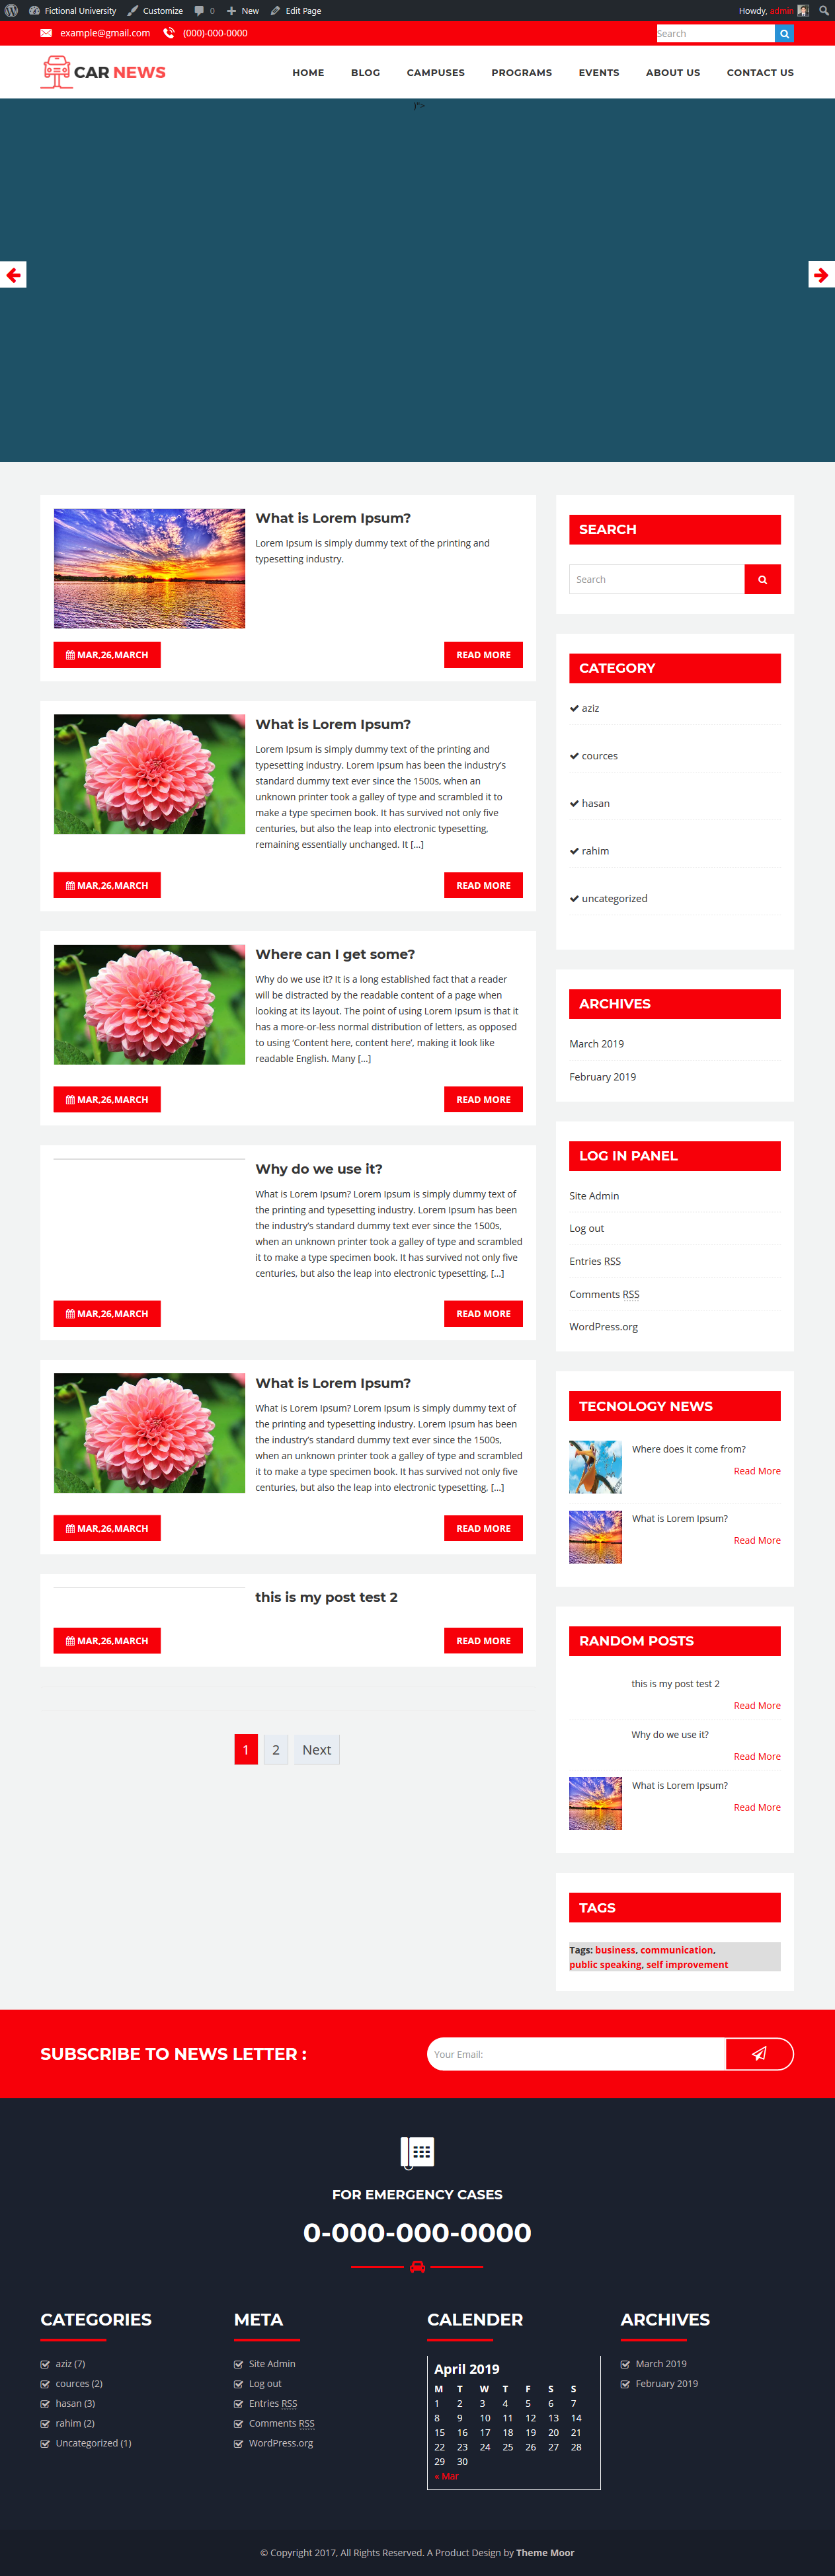 Fictional University Customize 0 New Edit Page Howdy, admin
example@gmail.com (000)-000-0000 Search
CAR NEWS HOME BLOG CAMPUSES PROGRAMS EVENTS ABOUT US CONTACT US
]">
What is Lorem Ipsum?
Lorem Ipsum is simply dummy text of the printing and
typesetting industry.
MAR,26,MARCH READ MORE
What is Lorem Ipsum?
Lorem Ipsum is simply dummy text of the printing and
typesetting industry. Lorem Ipsum has been the industry's
standard dummy text ever since the 1500s, when an
unknown printer took a galley of type and scrambled it to
make a type specimen book. It has survived not only five
centuries, but also the leap into electronic typesetting,
remaining essentially unchanged. It [...]
MAR,26,MARCH READ MORE
Where can I get some?
Why do we use it? It is a long established fact that a reader
will be distracted by the readable content of a page when
looking at its layout. The point of using Lorem Ipsum is that it
has a more-or-less normal distribution of letters, as opposed
to using 'Content here, content here', making it look like
readable English. Many [...]
MAR,26,MARCH READ MORE
Why do we use it?
What is Lorem Ipsum? Lorem Ipsum is simply dummy text of
the printing and typesetting industry. Lorem Ipsum has been
the industry's standard dummy text ever since the 1500s,
when an unknown printer took a galley of type and scrambled
it to make a type specimen book. It has survived not only five
centuries, but also the leap into electronic typesetting, [...]
MAR,26,MARCH READ MORE
What is Lorem Ipsum?
What is Lorem Ipsum? Lorem Ipsum is simply dummy text of
the printing and typesetting industry. Lorem Ipsum has been
the industry's standard dummy text ever since the 1500s,
when an unknown printer took a galley of type and scrambled
it to make a type specimen book. It has survived not only five
centuries, but also the leap into electronic typesetting, [...]
MAR,26,MARCH READ MORE
this is my post test 2
MAR,26,MARCH READ MORE
1 2 Next
SEARCH
Search
CATEGORY
aziz
cources
hasan
rahim
uncategorized
ARCHIVES
March 2019
February 2019
LOG IN PANEL
Site Admin
Log out
Entries RSS
Comments RSS
WordPress.org
TECNOLOGY NEWS
Where does it come from?
Read More
What is Lorem Ipsum?
Read More
RANDOM POSTS
this is my post test 2
Read More
Why do we use it?
Read More
What is Lorem Ipsum?
Read More
TAGS
Tags: business, communication,
public speaking, self improvement
SUBSCRIBE TO NEWS LETTER : Your Email:
FOR EMERGENCY CASES
0-000-000-0000
CATEGORIES
aziz (7)
cources (2)
hasan (3)
rahim (2)
Uncategorized (1)
META
Site Admin
Log out
Entries RSS
Comments RSS
WordPress.org
CALENDER
April 2019
M T W T F S S
1 2 3 4 5 6 7
8 9 10 11 12 13 14
15 16 17 18 19 20 21
22 23 24 25 26 27 28
29 30
« Mar
ARCHIVES
March 2019
February 2019
© Copyright 2017, All Rights Reserved. A Product Design by Theme Moor